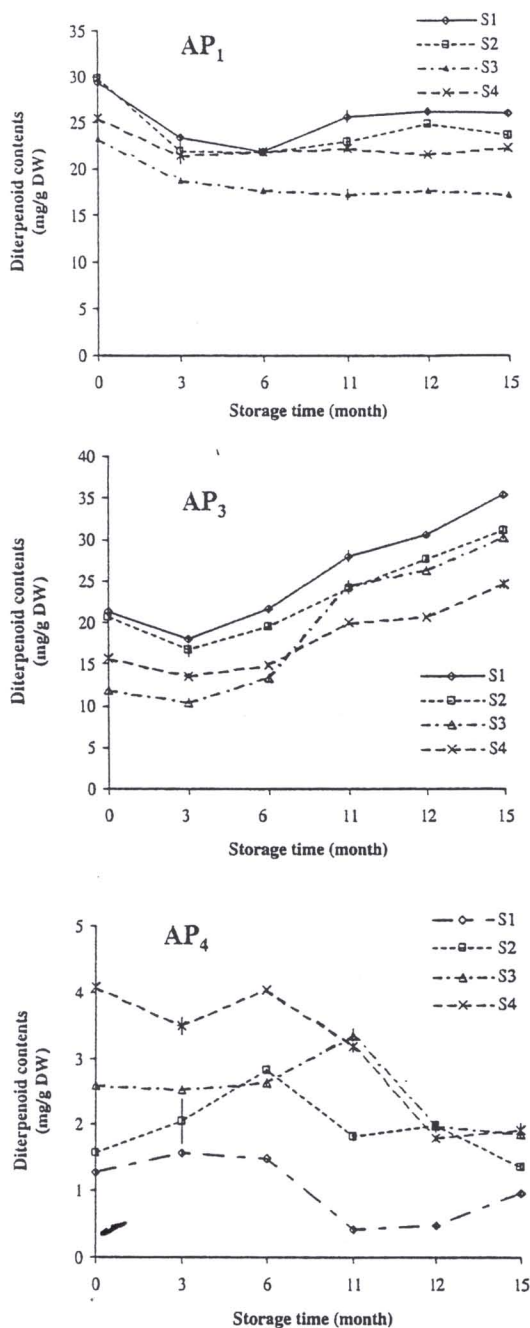 AP1
S1
S2
S3
S4
35
30
25
20
15
10
5
0
Diterpenoid contents
(mg/g DW)
0 3 6 11 12 15
Storage time (month)
AP3
40
35
30
25
20
15
10
5
0
Diterpenoid contents
(mg/g DW)
S1
S2
S3
S4
0 3 6 11 12 15
Storage time (month)
AP4
S1
S2
S3
S4
5
4
3
2
1
0
Diterpenoid contents
(mg/g DW)
0 3 6 11 12 15
Storage time (month)